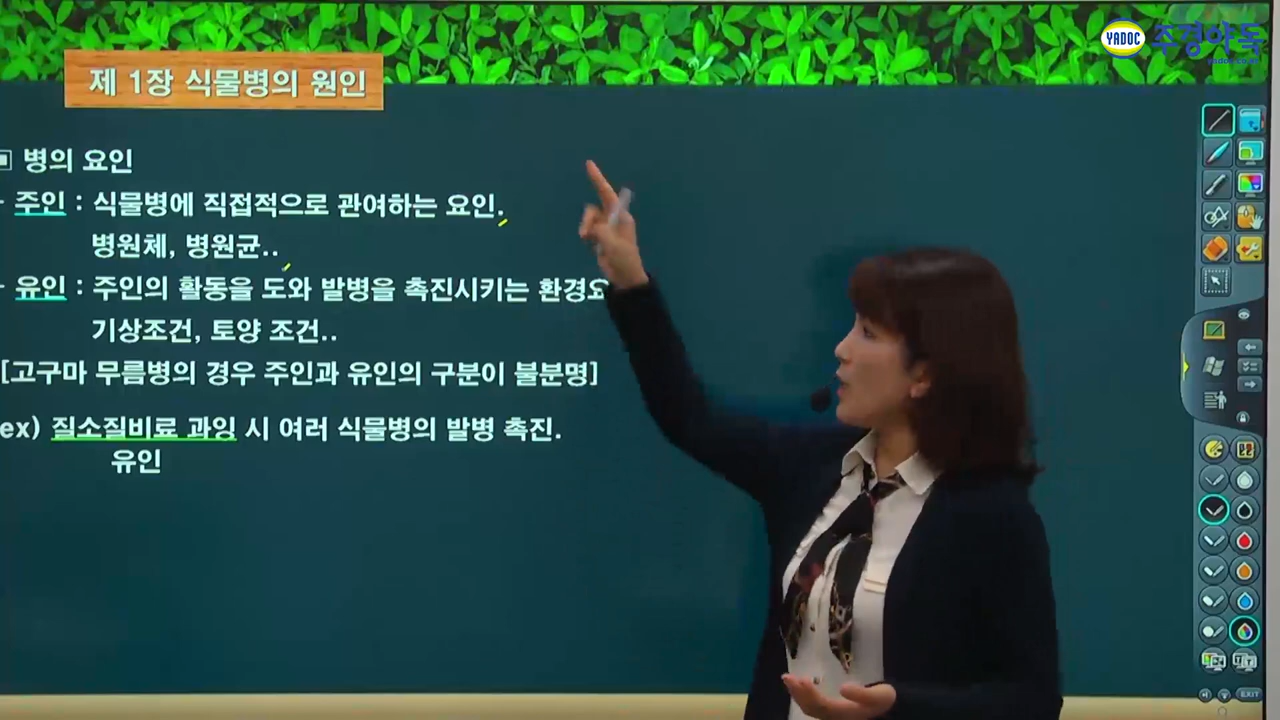 YADOC 주경야독
yadoc.co.kr
제 1장 식물병의 원인
▣ 병의 요인
- 주인 : 식물병에 직접적으로 관여하는 요인.
병원체, 병원균..
- 유인 : 주인의 활동을 도와 발병을 촉진시키는 환경요
기상조건, 토양 조건..
[고구마 무름병의 경우 주인과 유인의 구분이 불분명]
ex) 질소질비료 과잉 시 여러 식물병의 발병 촉진.
유인
EXIT